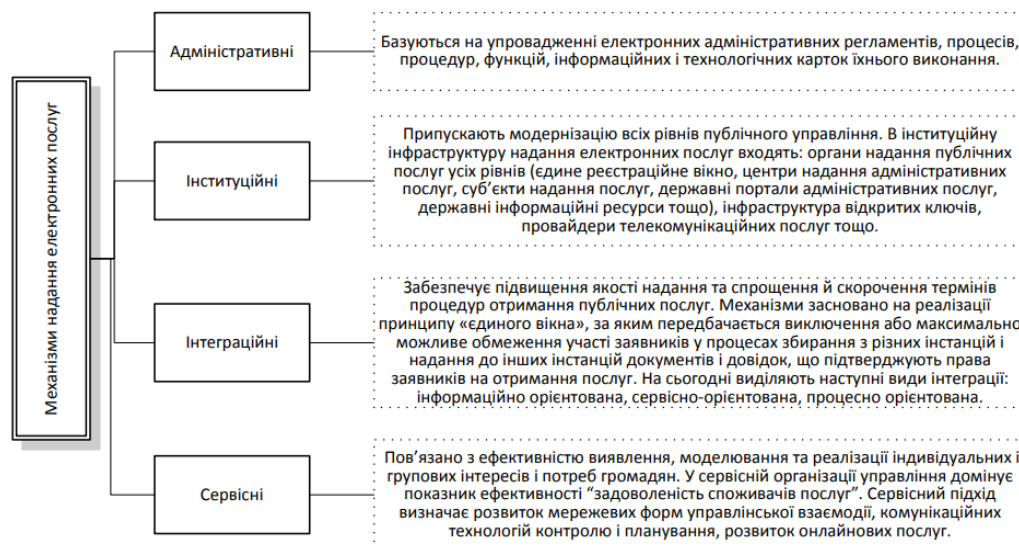 Механізми надання електронних послуг
Адміністративні
Базуються на упровадженні електронних адміністративних регламентів, процесів,
процедур, функцій, інформаційних і технологічних карток їхнього виконання.
Інституційні
Припускають модернізацію всіх рівнів публічного управління. В інституційну
інфраструктуру надання електронних послуг входять: органи надання публічних
послуг усіх рівнів (єдине реєстраційне вікно, центри надання адміністративних
послуг, суб’єкти надання послуг, державні портали адміністративних послуг,
державні інформаційні ресурси тощо), інфраструктура відкритих ключів,
провайдери телекомунікаційних послуг тощо.
Інтеграційні
Забезпечує підвищення якості надання та спрощення й скорочення термінів
процедур отримання публічних послуг. Механізми засновано на реалізації
принципу «єдиного вікна», за яким передбачається виключення або максимально
можливе обмеження участі заявників у процесах збирання з різних інстанцій і
надання до інших інстанцій документів і довідок, що підтверджують права
заявників на отримання послуг. На сьогодні виділяють наступні види інтеграції:
інформаційно орієнтована, сервісно-орієнтована, процесно орієнтована.
Сервісні
Пов’язано з ефективністю виявлення, моделювання та реалізації індивідуальних і
групових інтересів і потреб громадян. У сервісній організації управління домінує
показник ефективності “задоволеність споживачів послуг”. Сервісний підхід
визначає розвиток мережевих форм управлінської взаємодії, комунікаційних
технологій контролю і планування, розвиток онлайнових послуг.